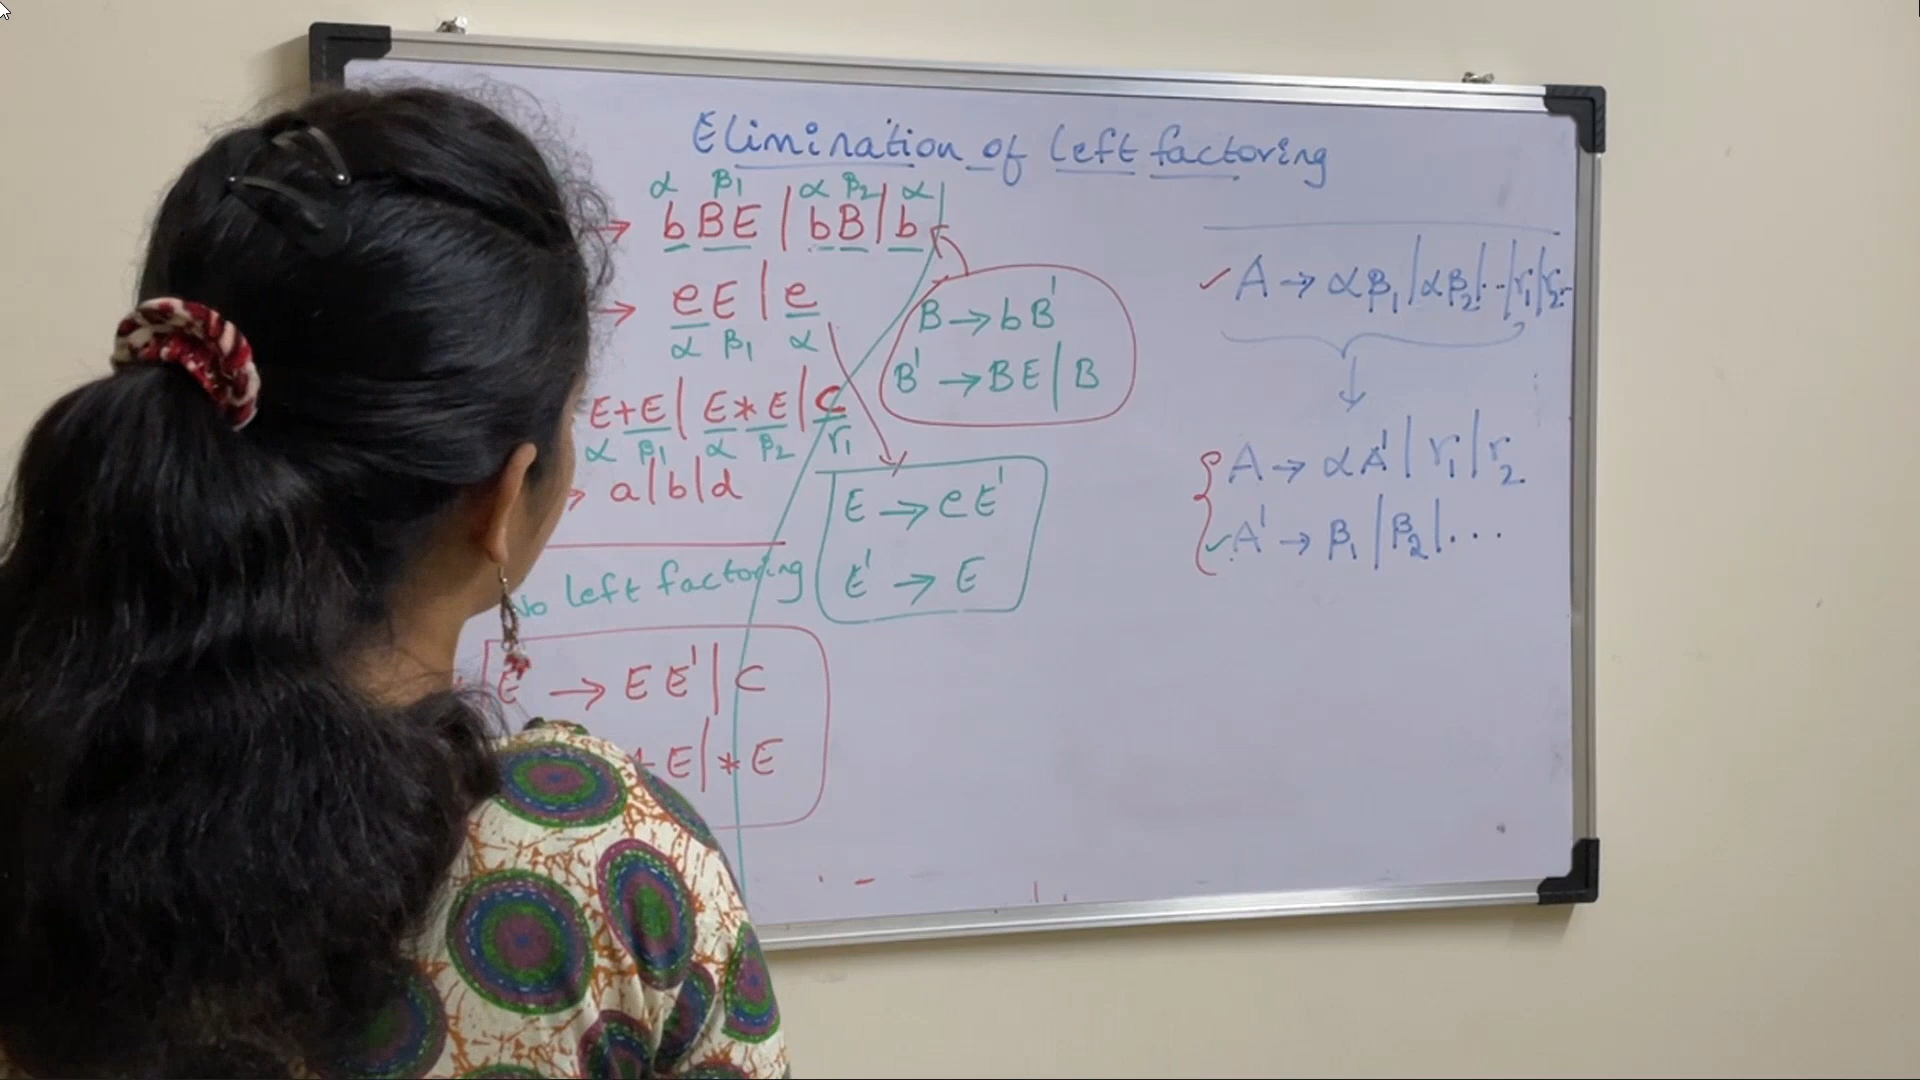 Elimination of left factoring
α β₁ α β₂ α
→ bBE | bB | b
→ eE | e
α β₁ α
E+E | E*E | C
α β₁ α β₂ r₁
→ a|b|d
No left factoring
E → EE' | C
+E | *E
B → bB'
B' → BE | B
E → eE'
E' → E
A → αβ₁ | αβ₂ | .. | r₁ | r₂..
A → αA' | r₁ | r₂
A' → β₁ | β₂ | ...